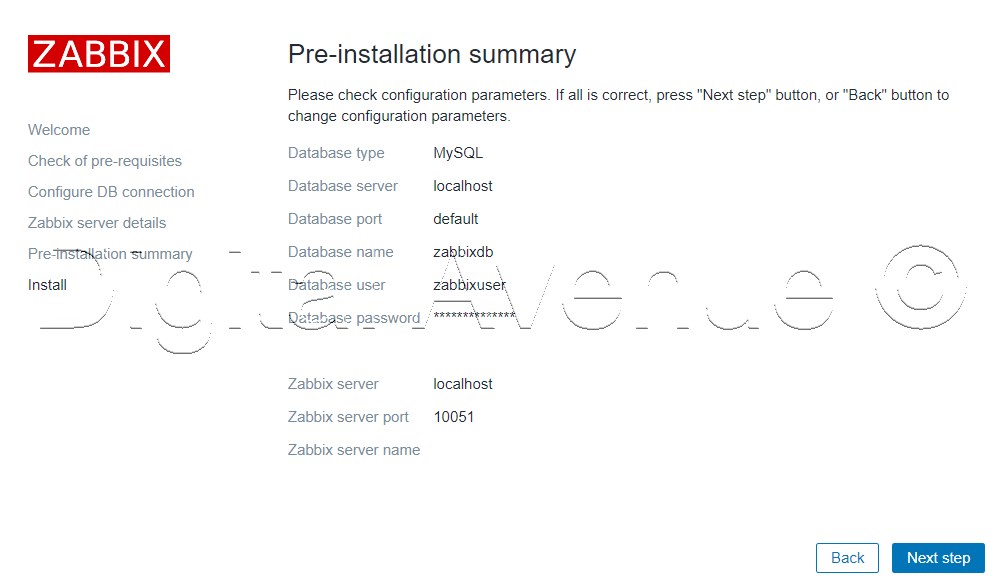 ZABBIX
Pre-installation summary
Please check configuration parameters. If all is correct, press "Next step" button, or "Back" button to
change configuration parameters.
Welcome
Check of pre-requisites
Configure DB connection
Zabbix server details
Pre-installation summary
Install
Database type MySQL
Database server localhost
Database port default
Database name zabbixdb
Database user zabbixuser
Database password **************
Zabbix server localhost
Zabbix server port 10051
Zabbix server name
Digital Avenue ©
Back
Next step